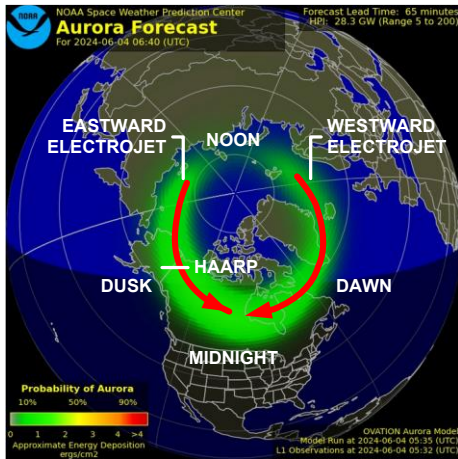 NOAA
NOAA Space Weather Prediction Center
Aurora Forecast
For 2024-06-04 06:40 (UTC)
Forecast Lead Time: 65 minutes
HPI: 28.3 GW (Range 5 to 200)
EASTWARD
ELECTROJET
NOON
WESTWARD
ELECTROJET
HAARP
DUSK
DAWN
MIDNIGHT
Probability of Aurora
10% 50% 90%
0 1 2 3 >4
Approximate Energy Deposition
ergs/cm2
OVATION Aurora Model
Model Run at 2024-06-04 05:35 (UTC)
L1 Observations at 2024-06-04 05:32 (UTC)